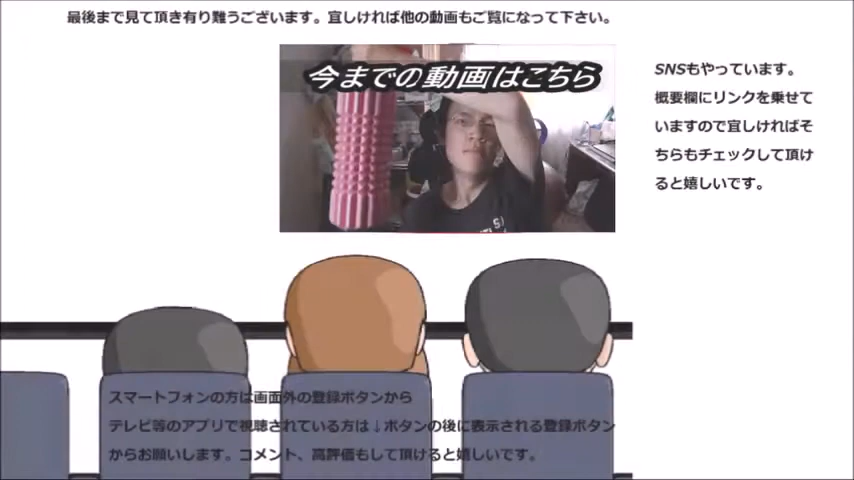 最後まで見て頂き有り難うございます。宜しければ他の動画もご覧になって下さい。
今までの動画はこちら
SNSもやっています。
概要欄にリンクを乗せて
いますので宜しければそ
ちらもチェックして頂け
ると嬉しいです。
スマートフォンの方は画面外の登録ボタンから
テレビ等のアプリで視聴されている方は↓ボタンの後に表示される登録ボタン
からお願いします。コメント、高評価もして頂けると嬉しいです。